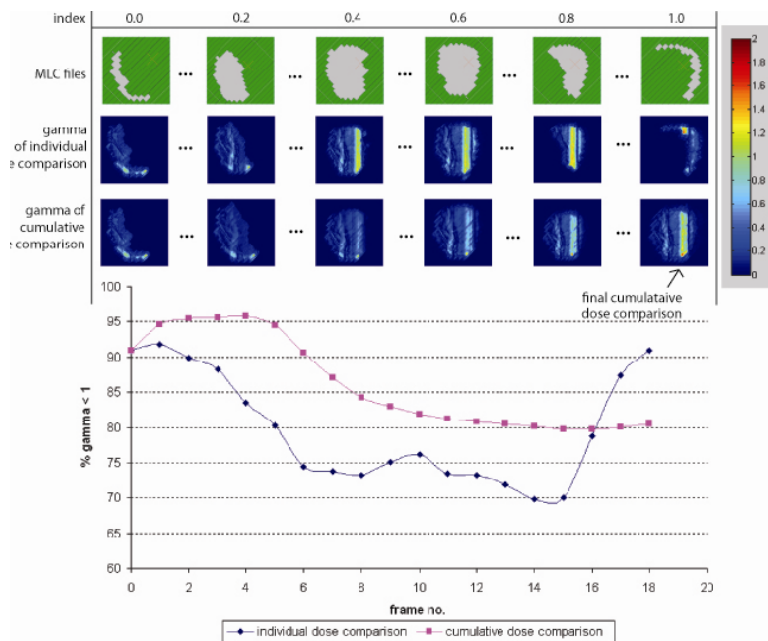 index 0.0 0.2 0.4 0.6 0.8 1.0
MLC files ... ... ... ... ...
gamma
of individual
e comparison
... ... ... ... ...
gamma of
cumulative
se comparison
... ... ... ... ...
2
1.8
1.6
1.4
1.2
1
0.8
0.6
0.4
0.2
0
final cumulataive
dose comparison
% gamma < 1
100
95
90
85
80
75
70
65
60
0 2 4 6 8 10 12 14 16 18 20
frame no.
individual dose comparison cumulative dose comparison